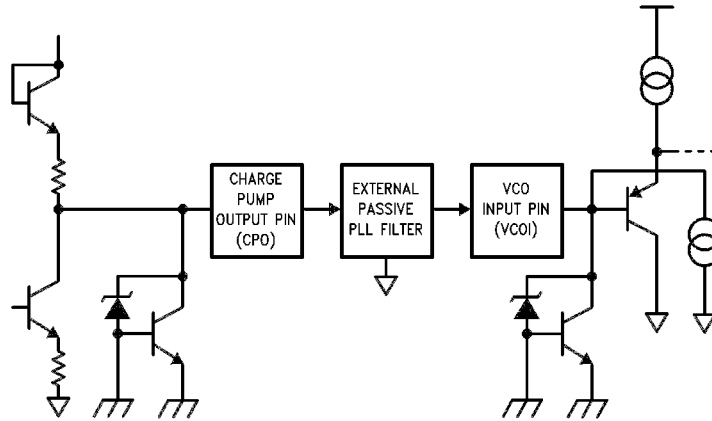 CHARGE
PUMP
OUTPUT PIN
(CPO)
EXTERNAL
PASSIVE
PLL FILTER
VCO
INPUT PIN
(VCOI)